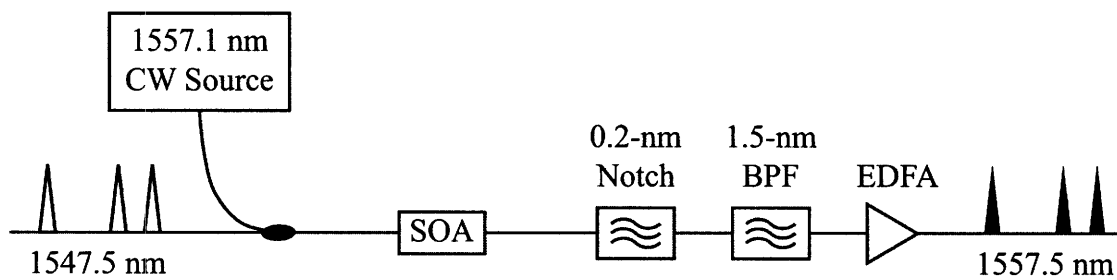 1557.1 nm
CW Source
0.2-nm
Notch
1.5-nm
BPF
EDFA
SOA
1547.5 nm
1557.5 nm